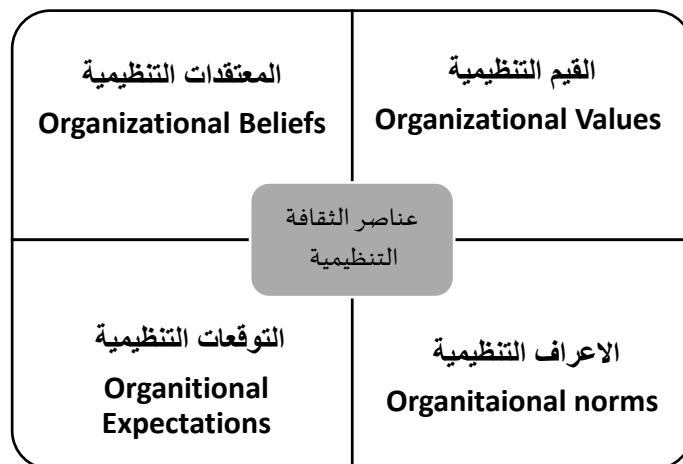 القيم التنظيمية
Organizational Values
المعتقدات التنظيمية
Organizational Beliefs
عناصر الثقافة
التنظيمية
الاعراف التنظيمية
Organitaional norms
التوقعات التنظيمية
Organitional
Expectations